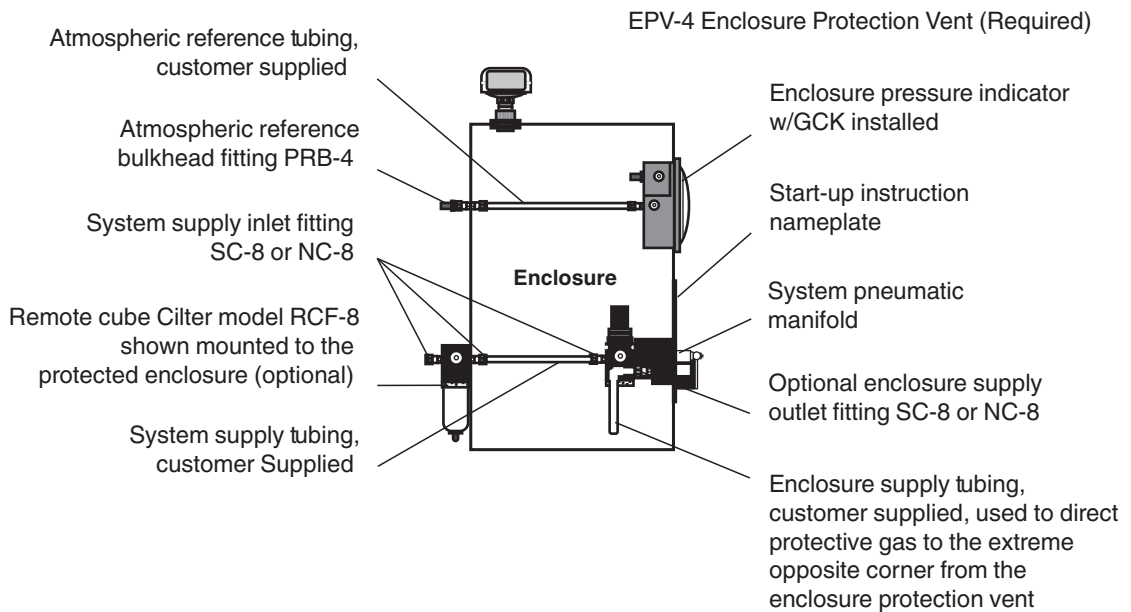 EPV-4 Enclosure Protection Vent (Required)
Atmospheric reference tubing,
customer supplied
Atmospheric reference
bulkhead fitting PRB-4
System supply inlet fitting
SC-8 or NC-8
Remote cube Cilter model RCF-8
shown mounted to the
protected enclosure (optional)
System supply tubing,
customer Supplied
Enclosure
Enclosure pressure indicator
w/GCK installed
Start-up instruction
nameplate
System pneumatic
manifold
Optional enclosure supply
outlet fitting SC-8 or NC-8
Enclosure supply tubing,
customer supplied, used to direct
protective gas to the extreme
opposite corner from the
enclosure protection vent